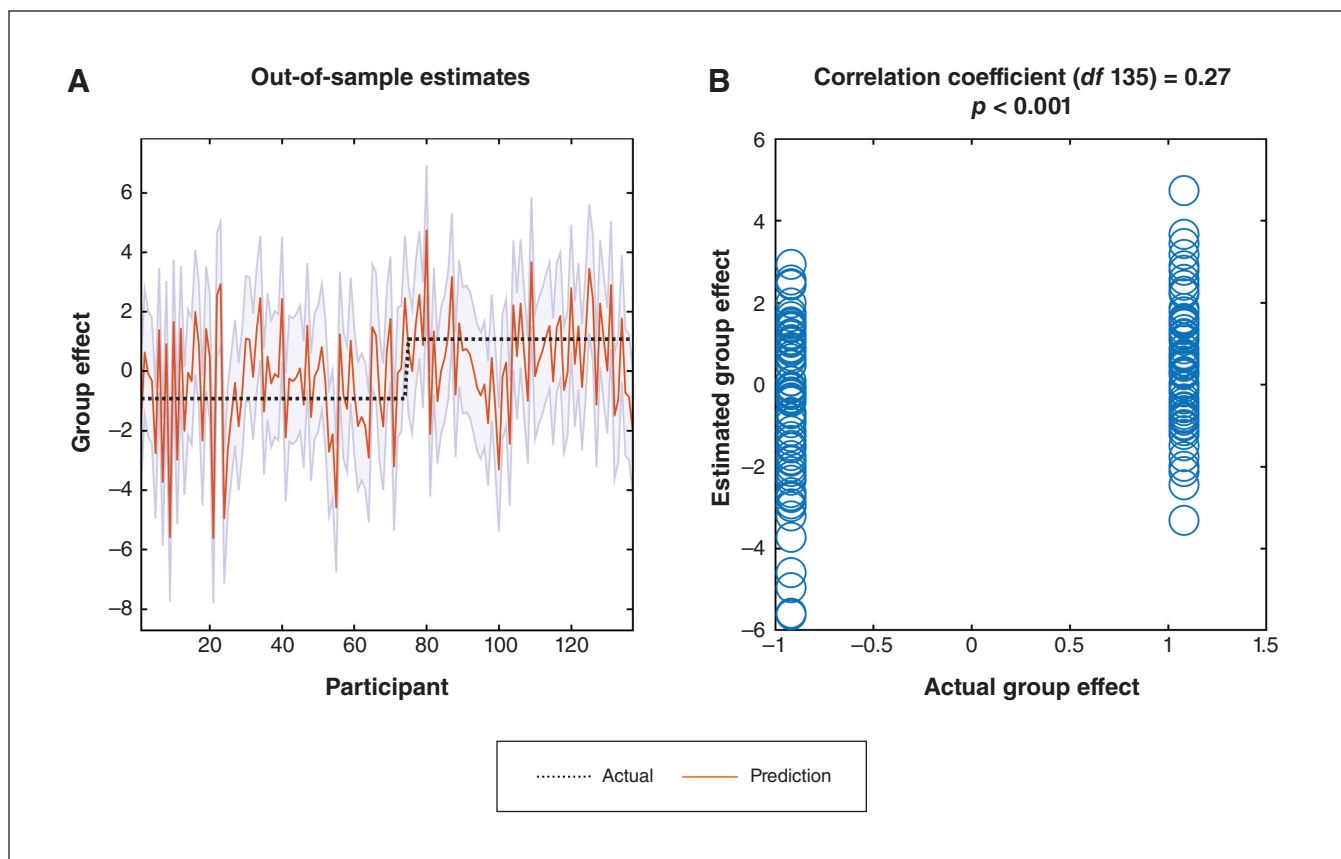 A
Out-of-sample estimates
Group effect
6
4
2
0
−2
−4
−6
−8
20 40 60 80 100 120
Participant
B
Correlation coefficient (df 135) = 0.27
p < 0.001
Estimated group effect
6
4
2
0
−2
−4
−6
−1 −0.5 0 0.5 1 1.5
Actual group effect
Actual Prediction